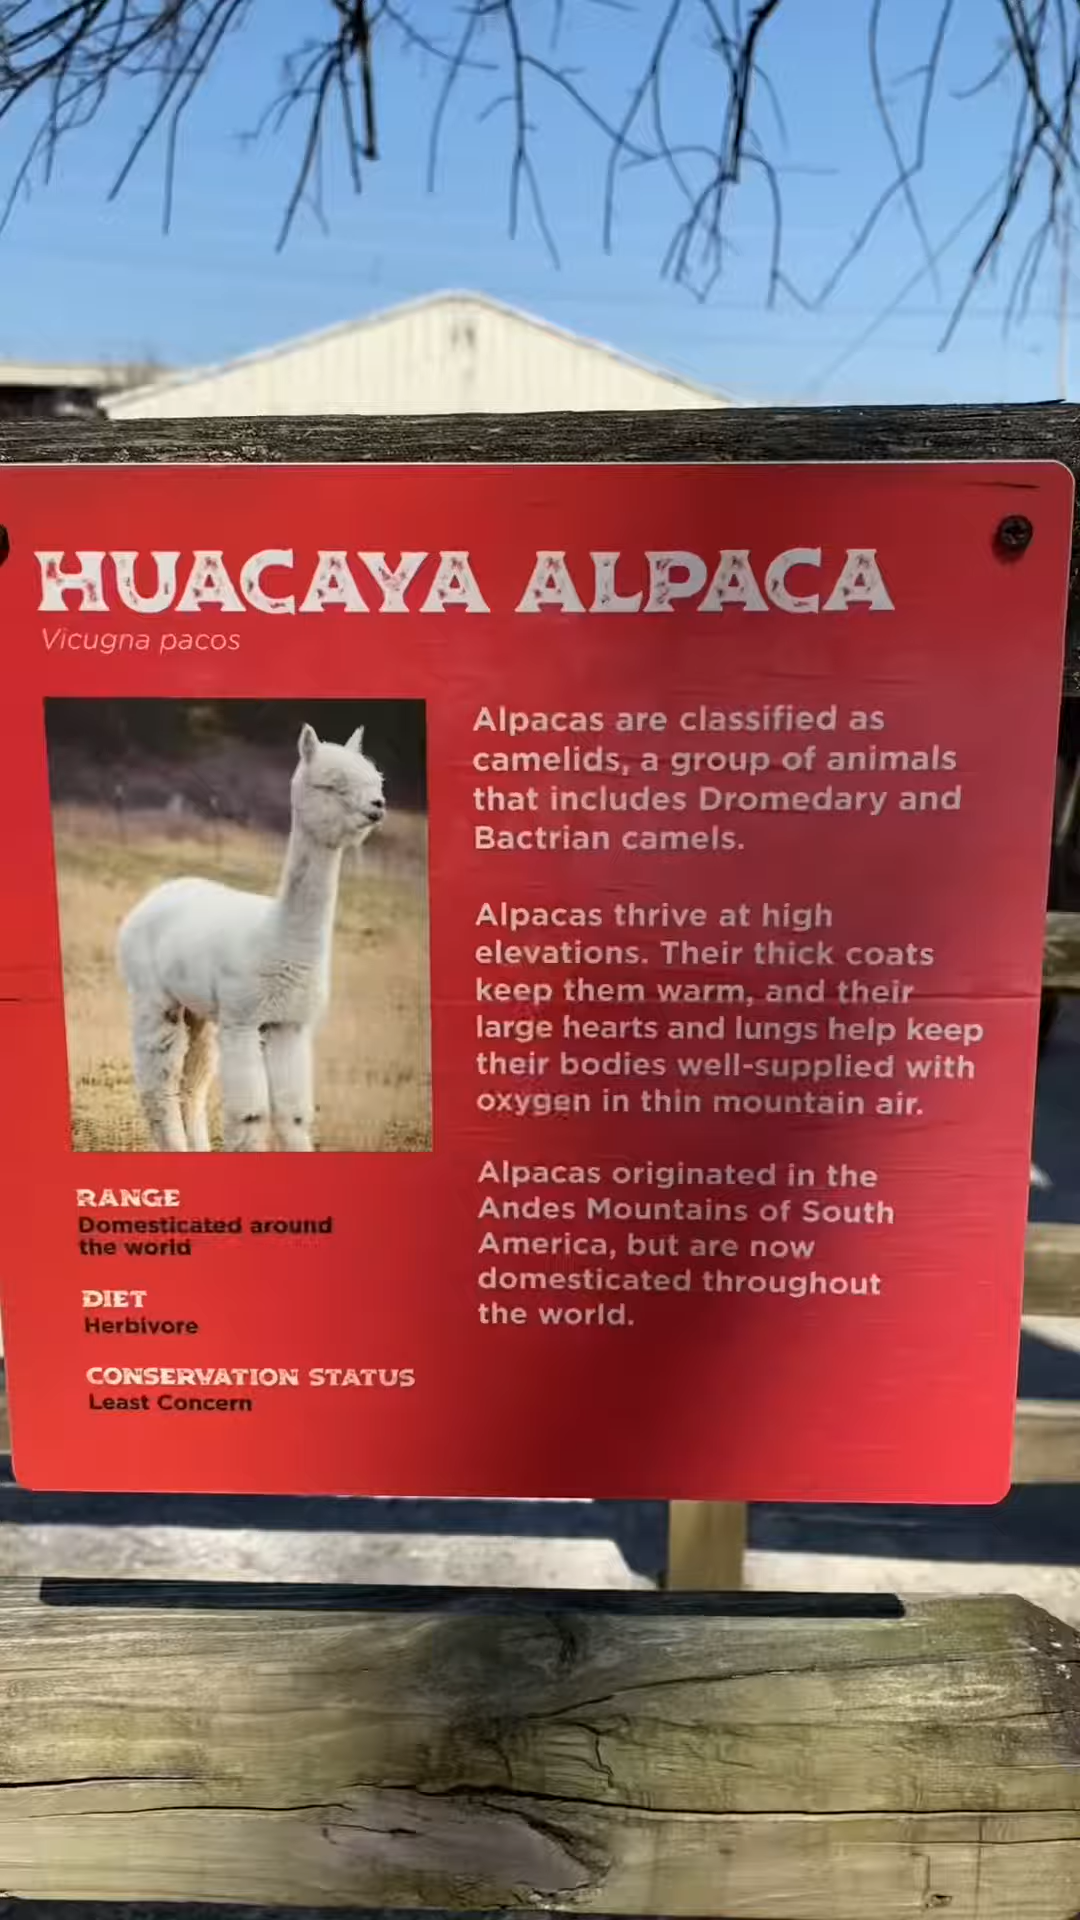 HUACAYA ALPACA
Vicugna pacos
Alpacas are classified as
camelids, a group of animals
that includes Dromedary and
Bactrian camels.
Alpacas thrive at high
elevations. Their thick coats
keep them warm, and their
large hearts and lungs help keep
their bodies well-supplied with
oxygen in thin mountain air.
Alpacas originated in the
Andes Mountains of South
America, but are now
domesticated throughout
the world.
RANGE
Domesticated around
the world
DIET
Herbivore
CONSERVATION STATUS
Least Concern